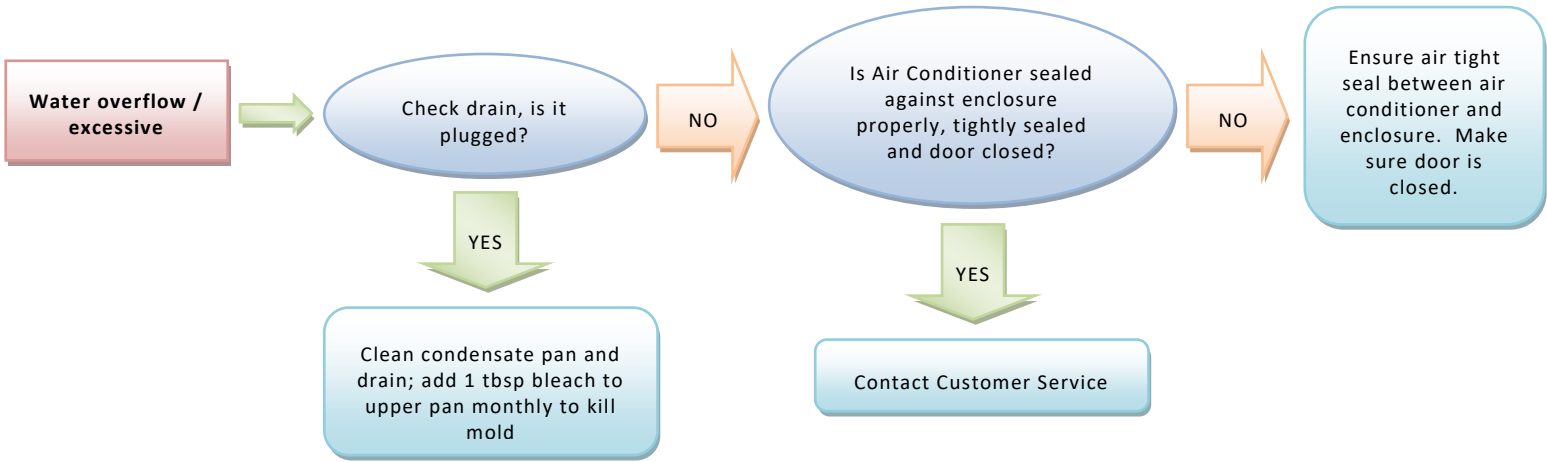 Water overflow /
excessive
Check drain, is it
plugged?
NO
Is Air Conditioner sealed
against enclosure
properly, tightly sealed
and door closed?
NO
Ensure air tight
seal between air
conditioner and
enclosure. Make
sure door is
closed.
YES
YES
Clean condensate pan and
drain; add 1 tbsp bleach to
upper pan monthly to kill
mold
Contact Customer Service